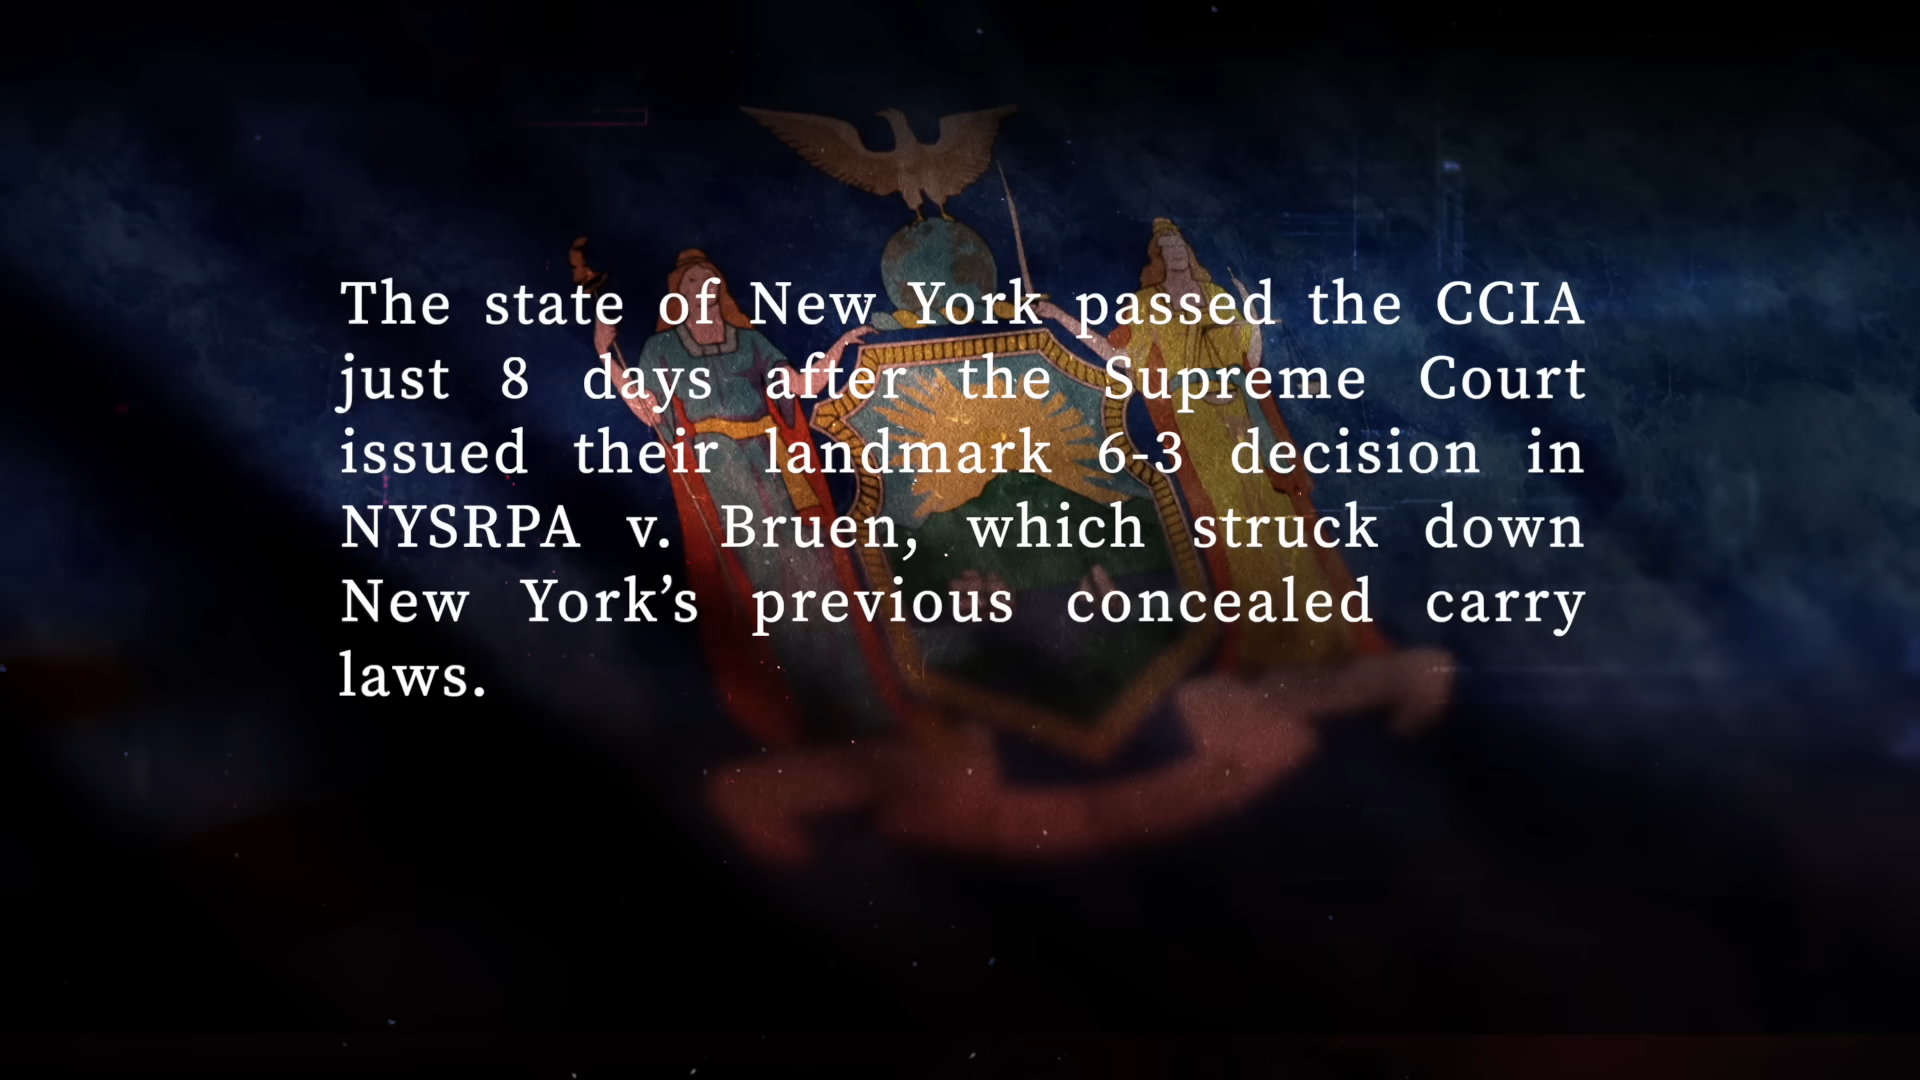 The state of New York passed the CCIA
just 8 days after the Supreme Court
issued their landmark 6-3 decision in
NYSRPA v. Bruen, which struck down
New York’s previous concealed carry
laws.